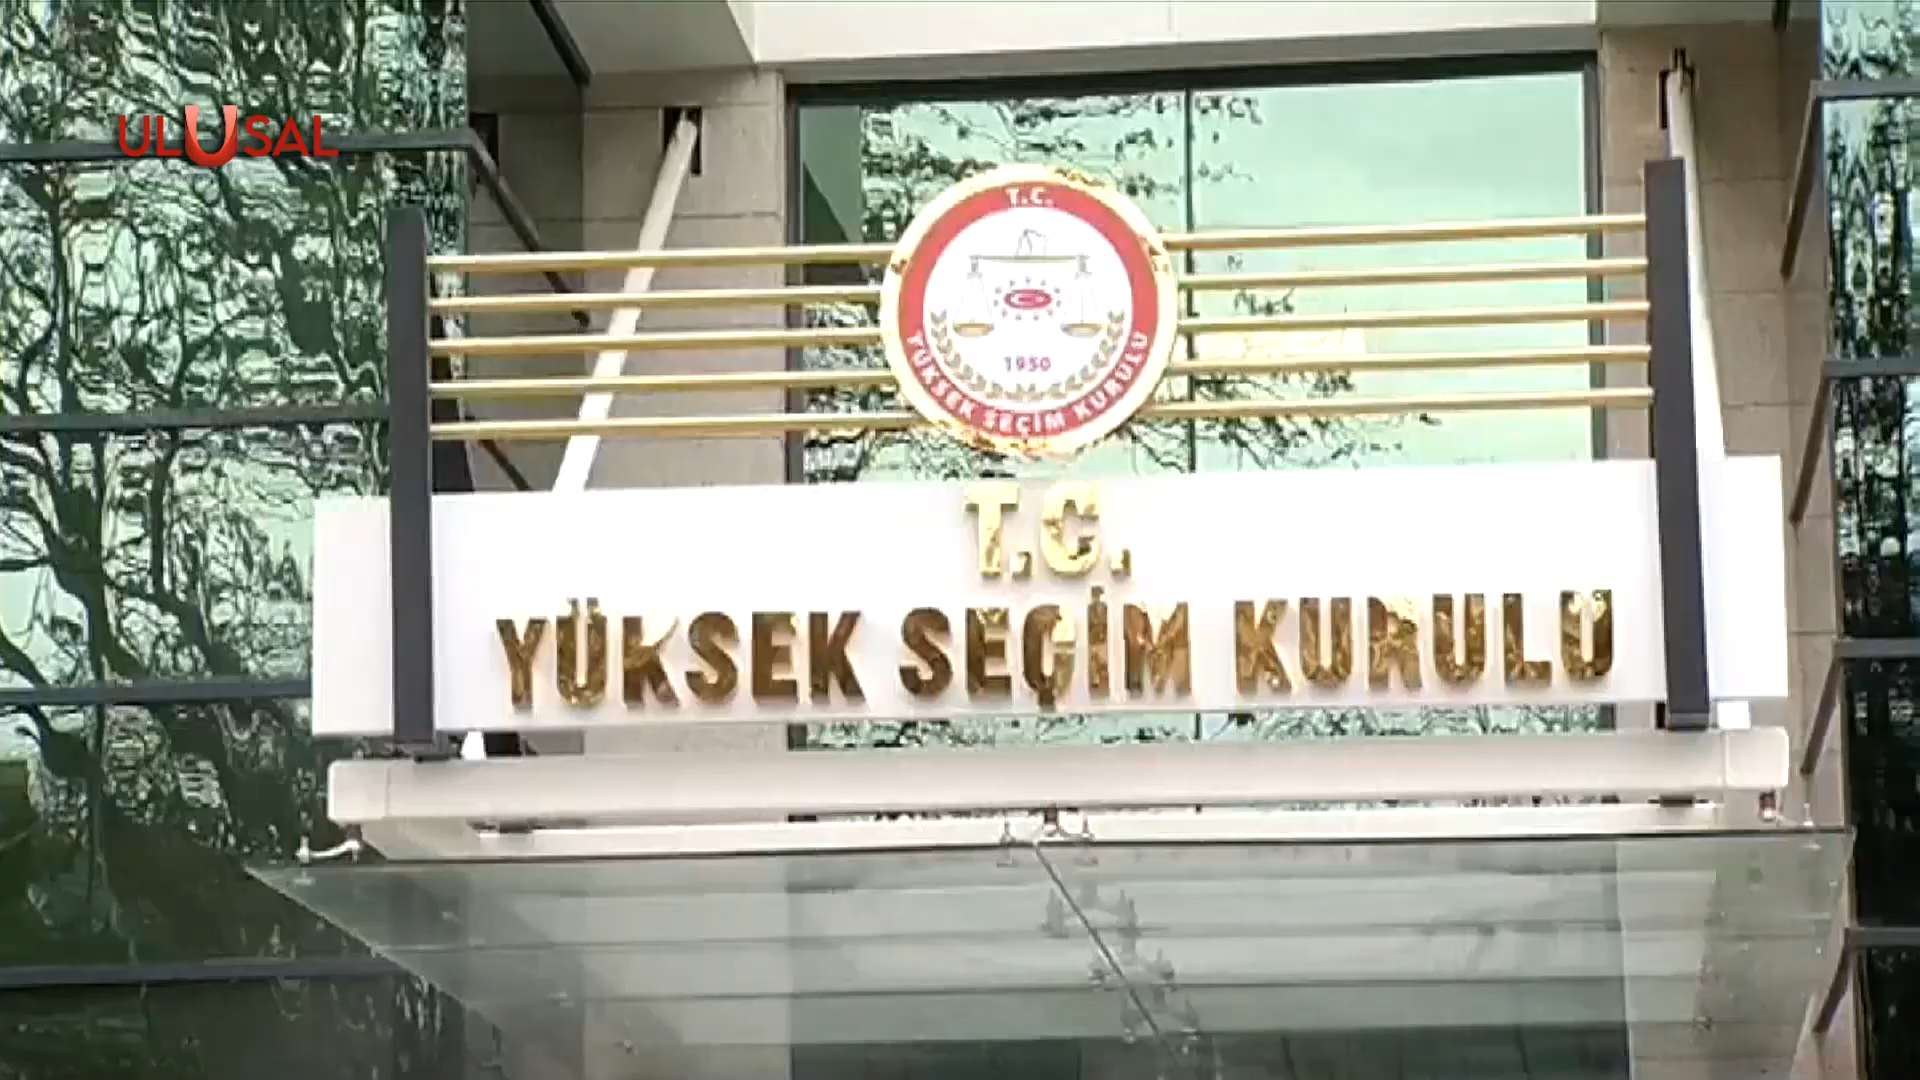 ULUSAL
T.C.
1950
YÜKSEK SEÇİM KURULU
T.C.
YÜKSEK SEÇİM KURULU